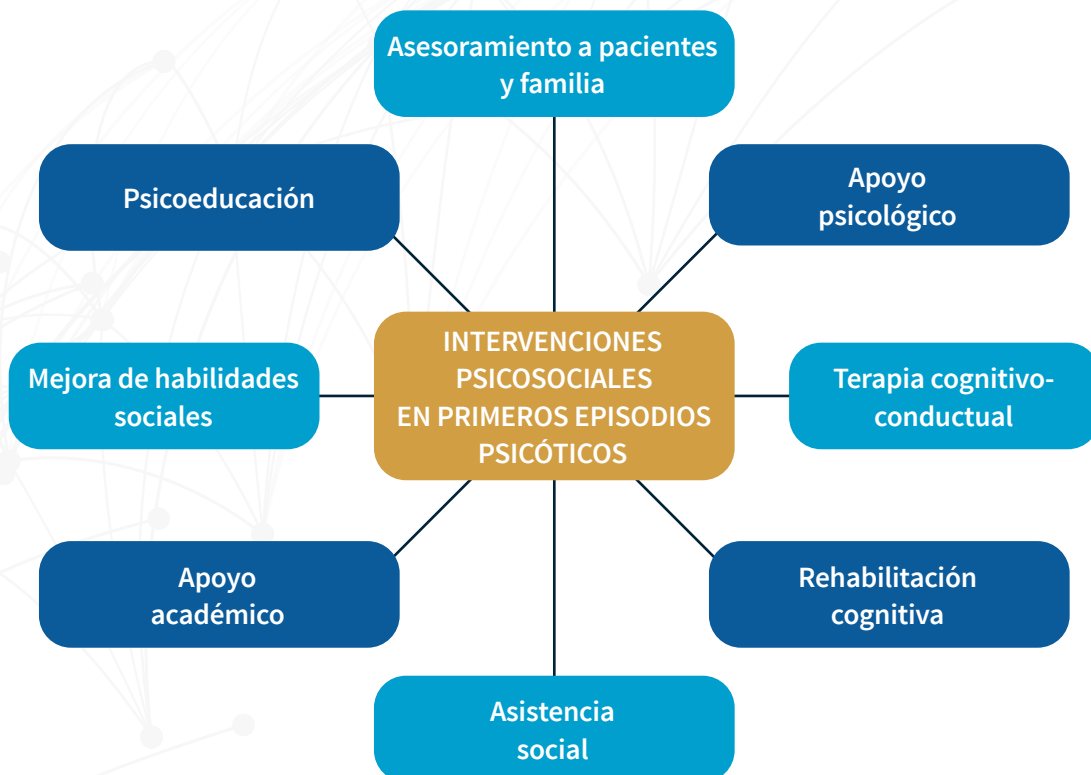 Asesoramiento a pacientes
y familia
Psicoeducación
Apoyo
psicológico
Mejora de habilidades
sociales
INTERVENCIONES
PSICOSOCIALES
EN PRIMEROS EPISODIOS
PSICÓTICOS
Terapia cognitivo-
conductual
Apoyo
académico
Rehabilitación
cognitiva
Asistencia
social